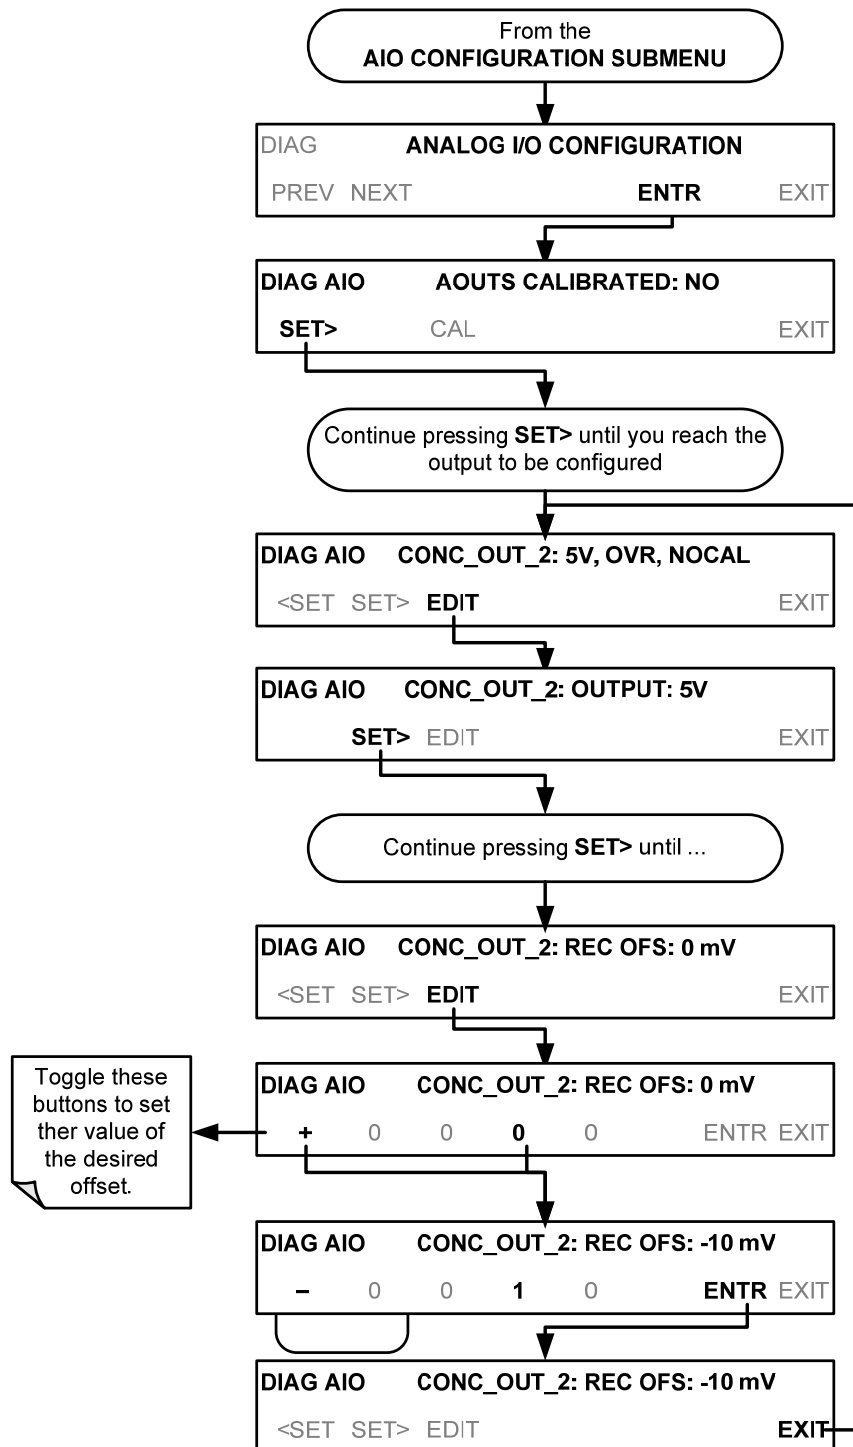 From the
AIO CONFIGURATION SUBMENU
DIAG ANALOG I/O CONFIGURATION
PREV NEXT ENTR EXIT
DIAG AIO AOUTS CALIBRATED: NO
SET> CAL EXIT
Continue pressing SET> until you reach the
output to be configured
DIAG AIO CONC_OUT_2: 5V, OVR, NOCAL
<SET SET> EDIT EXIT
DIAG AIO CONC_OUT_2: OUTPUT: 5V
SET> EDIT EXIT
Continue pressing SET> until ...
DIAG AIO CONC_OUT_2: REC OFS: 0 mV
<SET SET> EDIT EXIT
Toggle these
buttons to set
ther value of
the desired
offset.
DIAG AIO CONC_OUT_2: REC OFS: 0 mV
+ 0 0 0 0 ENTR EXIT
DIAG AIO CONC_OUT_2: REC OFS: -10 mV
– 0 0 1 0 ENTR EXIT
DIAG AIO CONC_OUT_2: REC OFS: -10 mV
<SET SET> EDIT EXIT